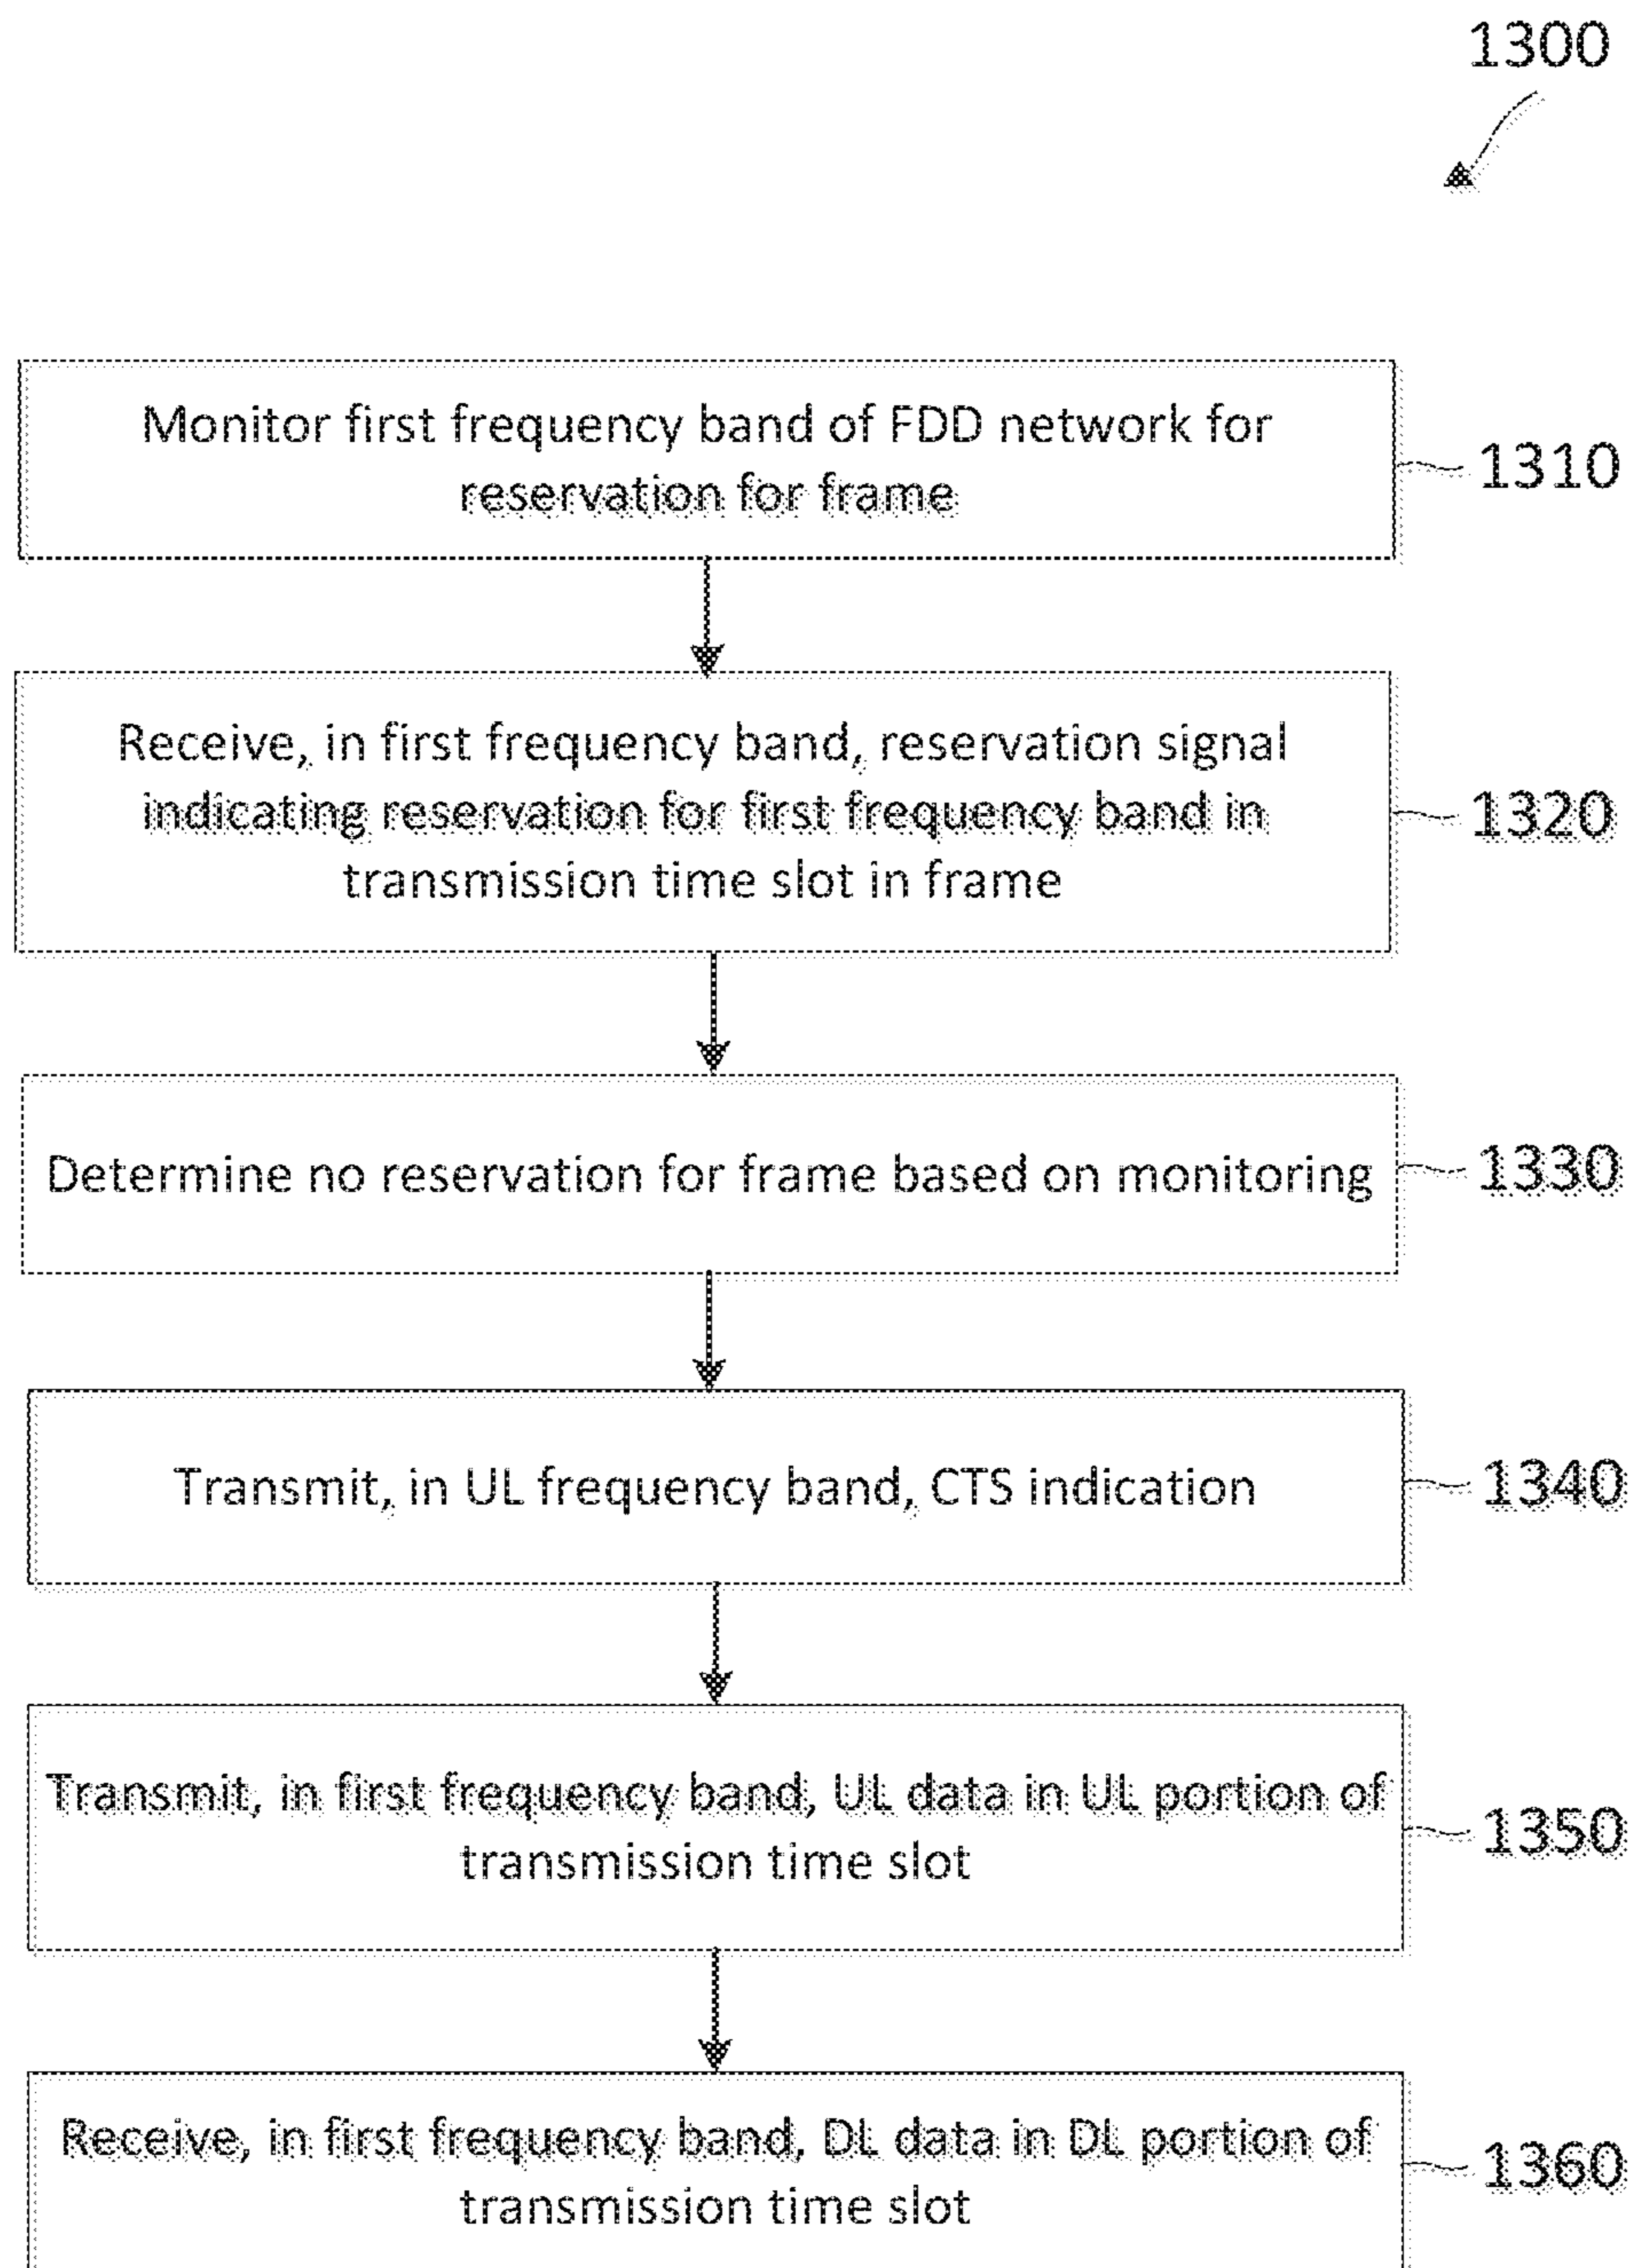 1300
Monitor first frequency band of FDD network for
reservation for frame
1310
Receive, in first frequency band, reservation signal
indicating reservation for first frequency band in
transmission time slot in frame
1320
Determine no reservation for frame based on monitoring
1330
Transmit, in UL frequency band, CTS indication
1340
Transmit, in first frequency band, UL data in UL portion of
transmission time slot
1350
Receive, in first frequency band, DL data in DL portion of
transmission time slot
1360